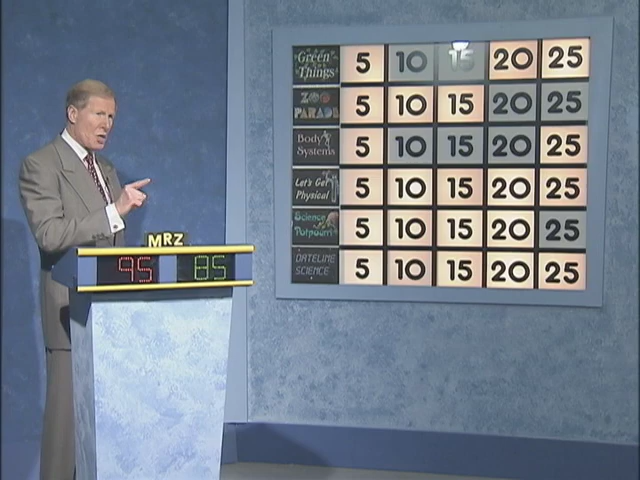 Green Things 5 10 15 20 25
ZOO PARADE 5 10 15 20 25
Body Systems 5 10 15 20 25
Let's Get Physical 5 10 15 20 25
Science Potpourri 5 10 15 20 25
DATELINE SCIENCE 5 10 15 20 25
MRZ
95 85